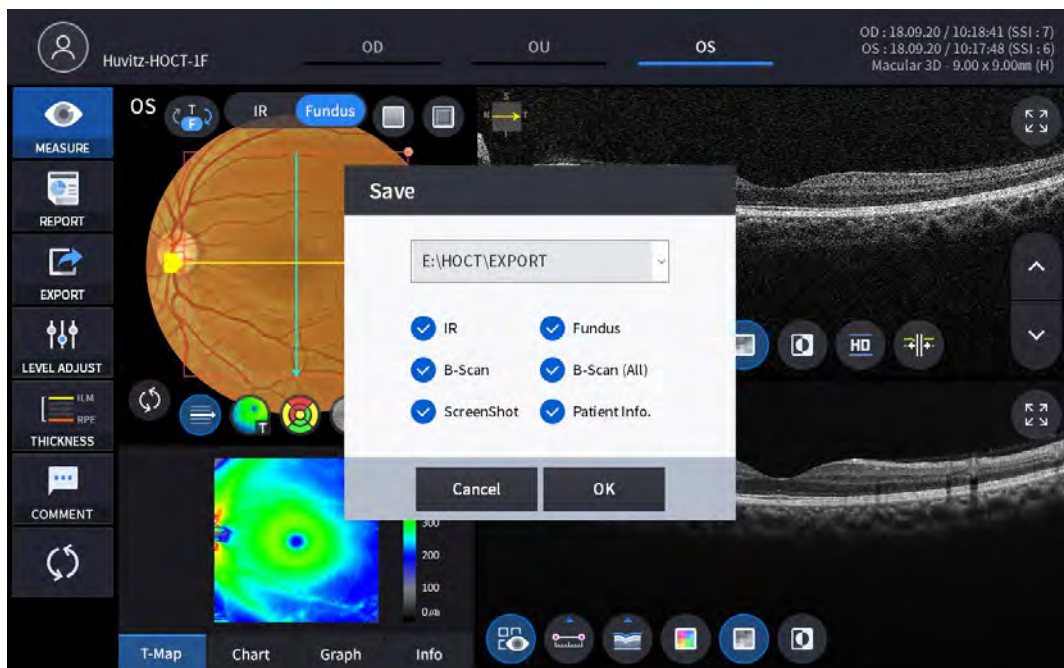 Huvitz-HOCT-1F
OD
OU
OS
OD : 18.09.20 / 10:18:41 (SSI : 7)
OS : 18.09.20 / 10:17:48 (SSI : 6)
Macular 3D - 9.00 x 9.00mm (H)
MEASURE
REPORT
EXPORT
LEVEL ADJUST
ILM
RPE
THICKNESS
COMMENT
OS
T
F
IR
Fundus
S
N
T
I
Save
E:\HOCT\EXPORT
IR
Fundus
B-Scan
B-Scan (All)
ScreenShot
Patient Info.
Cancel
OK
HD
T
300
200
100
0㎛
T-Map
Chart
Graph
Info